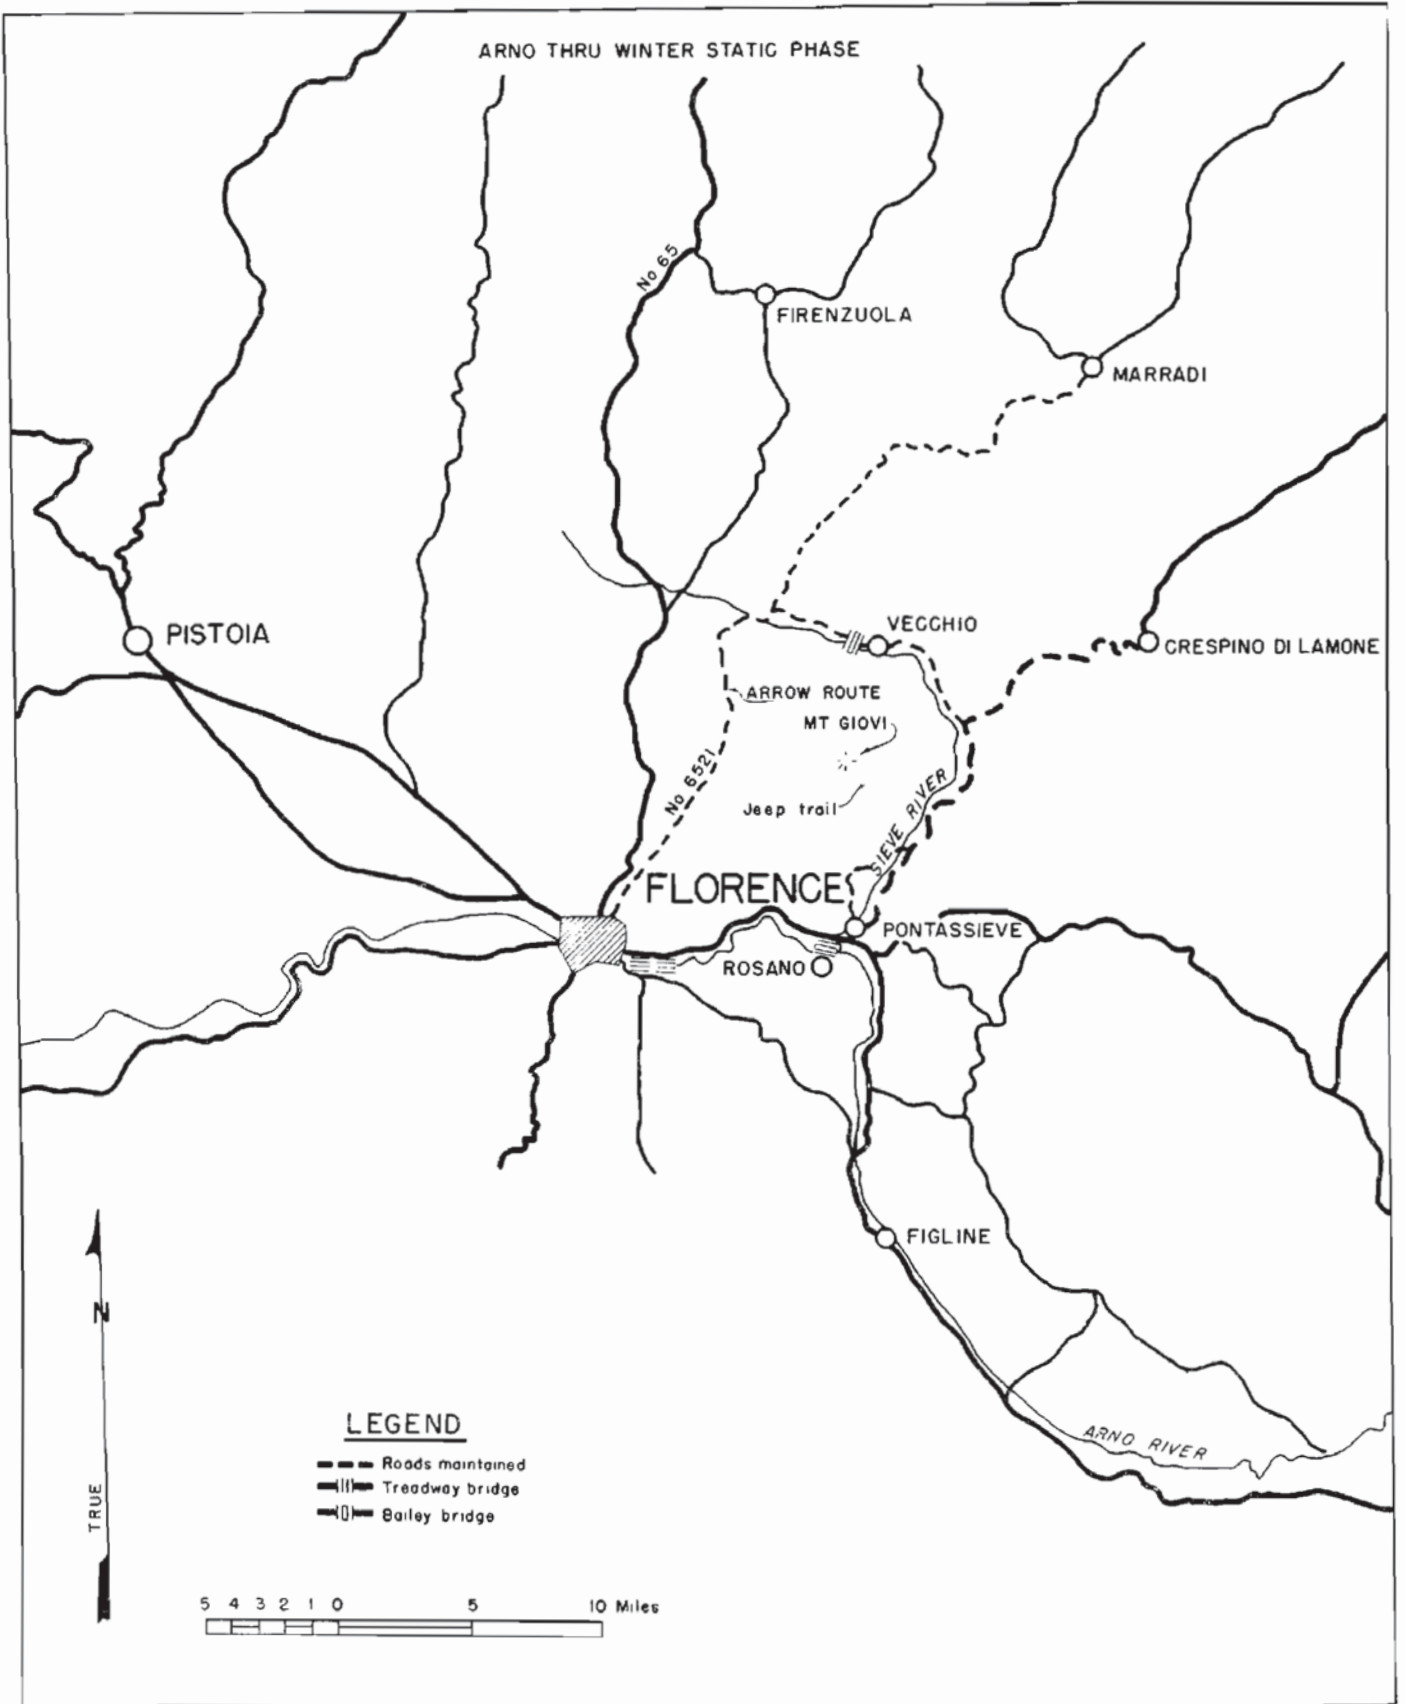 ARNO THRU WINTER STATIC PHASE
No 65
FIRENZUOLA
MARRADI
PISTOIA
VECCHIO
CRESPINO DI LAMONE
ARROW ROUTE
MT GIOVI
No 6521
Jeep trail
SIEVE RIVER
FLORENCE
PONTASSIEVE
ROSANO
FIGLINE
N
TRUE
ARNO RIVER
LEGEND
Roads maintained
Treadway bridge
Bailey bridge
5 4 3 2 1 0 5 10 Miles